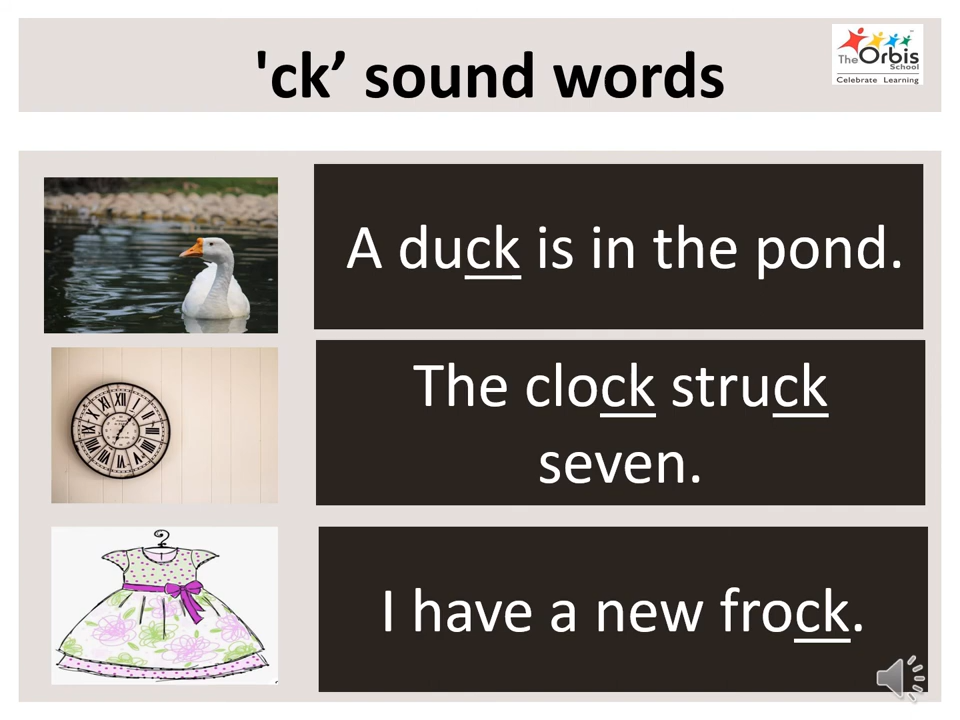 'ck’ sound words
The Orbis
School
Celebrate Learning
A duck is in the pond.
The clock struck
seven.
I have a new frock.